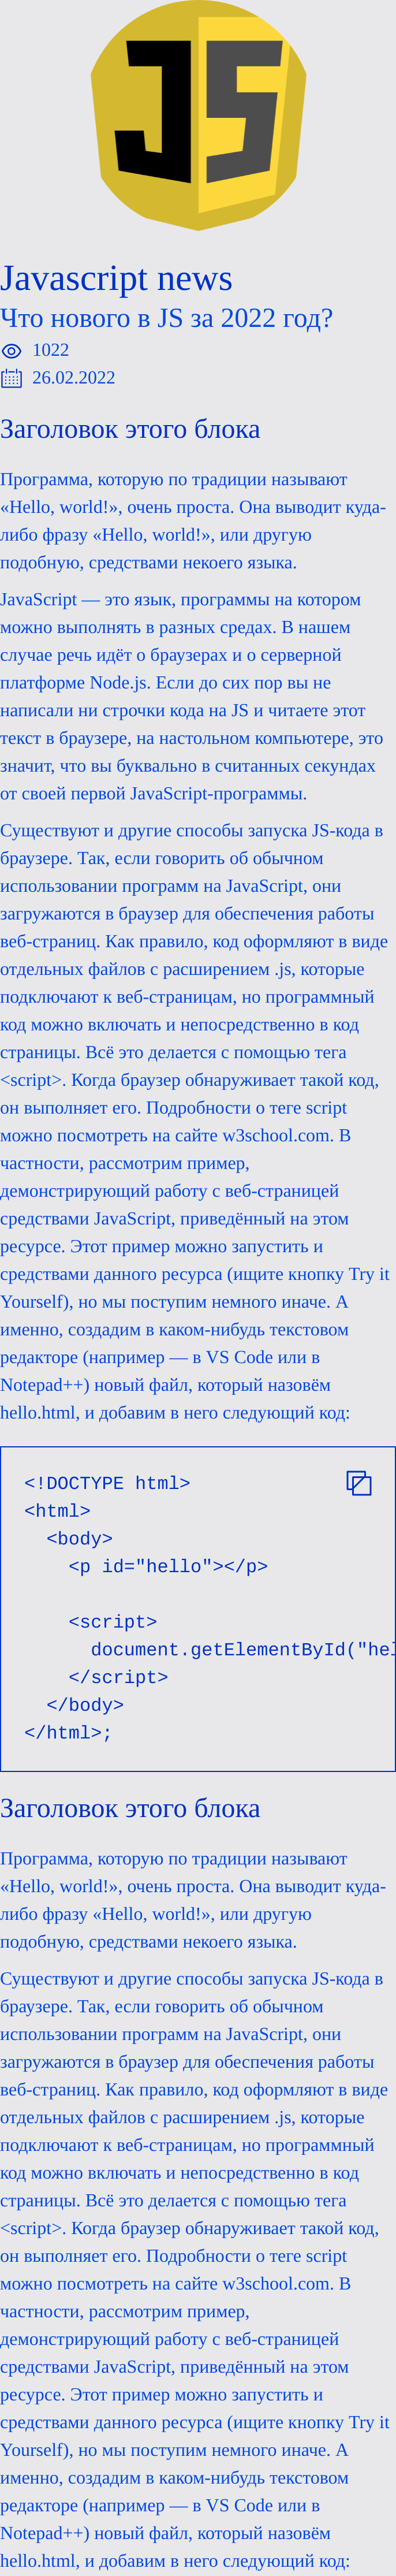 JS
Javascript news
Что нового в JS за 2022 год?
1022
26.02.2022
Заголовок этого блока
Программа, которую по традиции называют
«Hello, world!», очень проста. Она выводит куда-
либо фразу «Hello, world!», или другую
подобную, средствами некоего языка.
JavaScript — это язык, программы на котором
можно выполнять в разных средах. В нашем
случае речь идёт о браузерах и о серверной
платформе Node.js. Если до сих пор вы не
написали ни строчки кода на JS и читаете этот
текст в браузере, на настольном компьютере, это
значит, что вы буквально в считанных секундах
от своей первой JavaScript-программы.
Существуют и другие способы запуска JS-кода в
браузере. Так, если говорить об обычном
использовании программ на JavaScript, они
загружаются в браузер для обеспечения работы
веб-страниц. Как правило, код оформляют в виде
отдельных файлов с расширением .js, которые
подключают к веб-страницам, но программный
код можно включать и непосредственно в код
страницы. Всё это делается с помощью тега
<script>. Когда браузер обнаруживает такой код,
он выполняет его. Подробности о теге script
можно посмотреть на сайте w3school.com. В
частности, рассмотрим пример,
демонстрирующий работу с веб-страницей
средствами JavaScript, приведённый на этом
ресурсе. Этот пример можно запустить и
средствами данного ресурса (ищите кнопку Try it
Yourself), но мы поступим немного иначе. А
именно, создадим в каком-нибудь текстовом
редакторе (например — в VS Code или в
Notepad++) новый файл, который назовём
hello.html, и добавим в него следующий код:
<!DOCTYPE html>
<html>
  <body>
    <p id="hello"></p>
    <script>
      document.getElementById("hel
    </script>
  </body>
</html>;
Заголовок этого блока
Программа, которую по традиции называют
«Hello, world!», очень проста. Она выводит куда-
либо фразу «Hello, world!», или другую
подобную, средствами некоего языка.
Существуют и другие способы запуска JS-кода в
браузере. Так, если говорить об обычном
использовании программ на JavaScript, они
загружаются в браузер для обеспечения работы
веб-страниц. Как правило, код оформляют в виде
отдельных файлов с расширением .js, которые
подключают к веб-страницам, но программный
код можно включать и непосредственно в код
страницы. Всё это делается с помощью тега
<script>. Когда браузер обнаруживает такой код,
он выполняет его. Подробности о теге script
можно посмотреть на сайте w3school.com. В
частности, рассмотрим пример,
демонстрирующий работу с веб-страницей
средствами JavaScript, приведённый на этом
ресурсе. Этот пример можно запустить и
средствами данного ресурса (ищите кнопку Try it
Yourself), но мы поступим немного иначе. А
именно, создадим в каком-нибудь текстовом
редакторе (например — в VS Code или в
Notepad++) новый файл, который назовём
hello.html, и добавим в него следующий код: